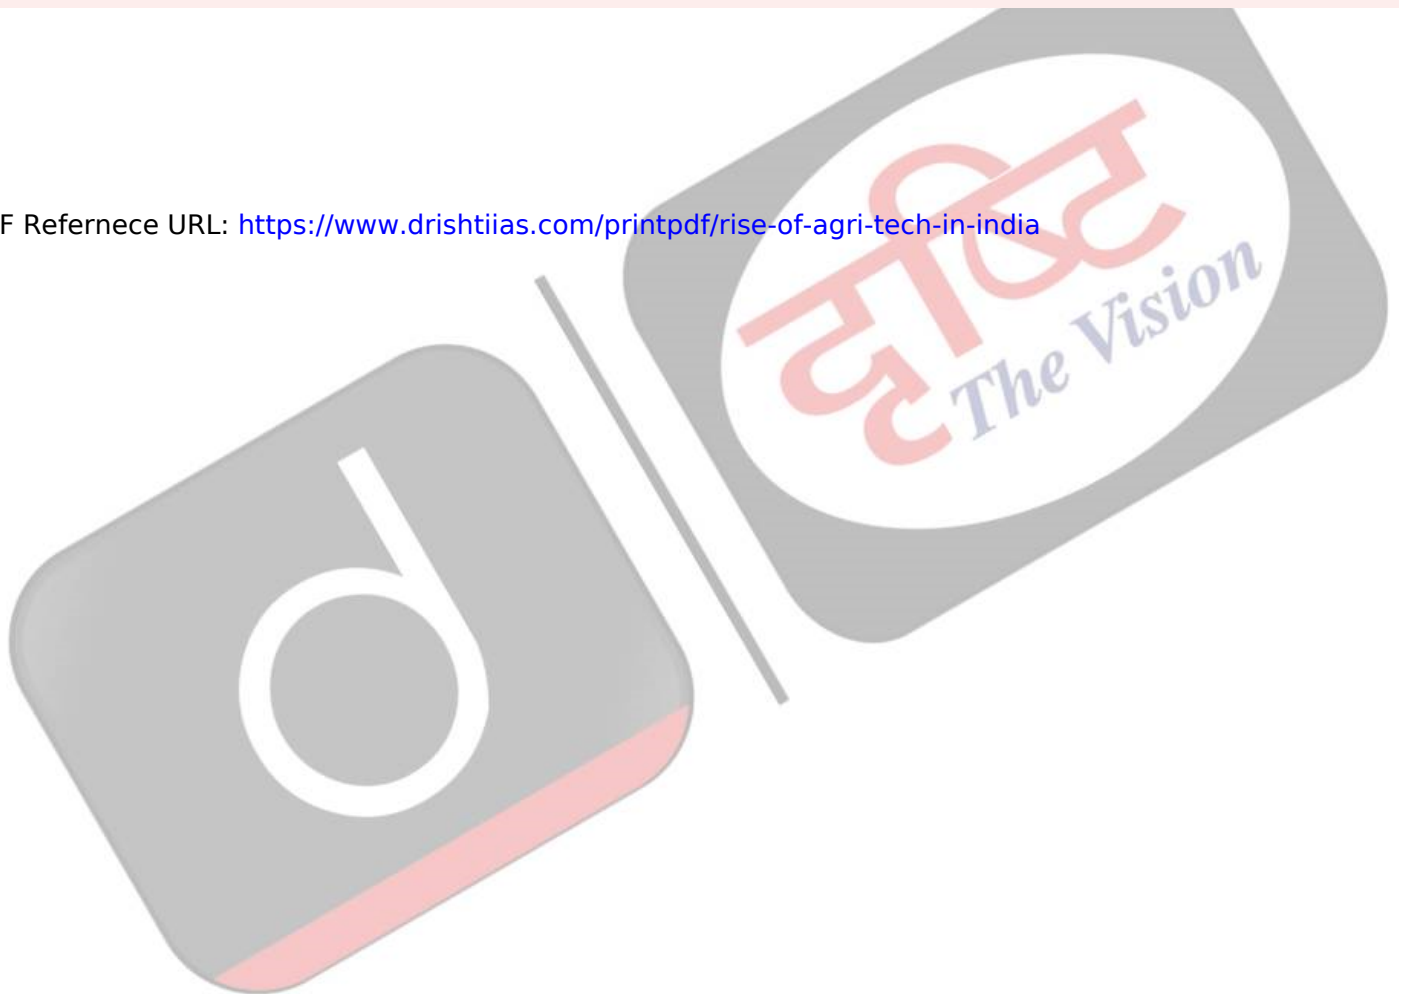 F Refernece URL: https://www.drishtiias.com/printpdf/rise-of-agri-tech-in-india
दृष्टि
The Vision
d